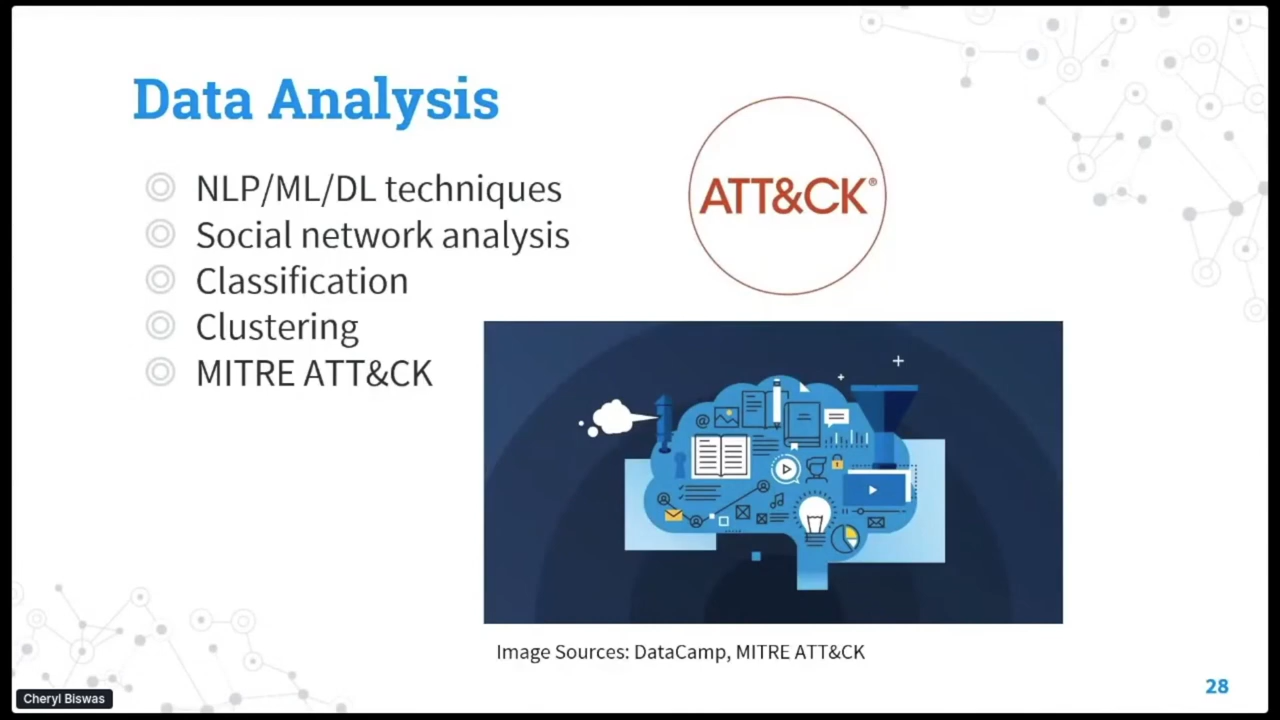 Data Analysis
ATT&CK®
NLP/ML/DL techniques
Social network analysis
Classification
Clustering
MITRE ATT&CK
@
Image Sources: DataCamp, MITRE ATT&CK
28
Cheryl Biswas